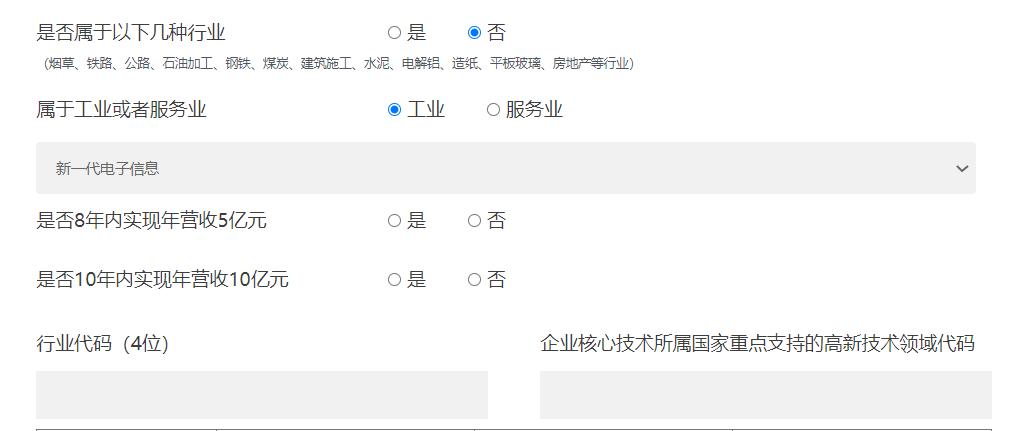 是否属于以下几种行业 是 否
（烟草、铁路、公路、石油加工、钢铁、煤炭、建筑施工、水泥、电解铝、造纸、平板玻璃、房地产等行业）
属于工业或者服务业 工业 服务业
新一代电子信息
是否8年内实现年营收5亿元 是 否
是否10年内实现年营收10亿元 是 否
行业代码（4位） 企业核心技术所属国家重点支持的高新技术领域代码